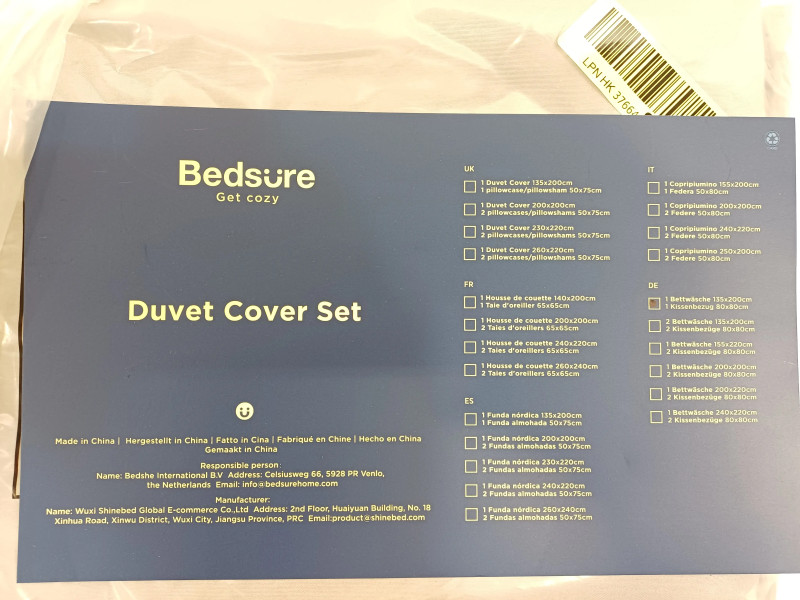 LPN HK 3766
Bedsure
Get cozy
Duvet Cover Set
Made in China | Hergestellt in China | Fatto in Cina | Fabriqué en Chine | Hecho en China
Gemaakt in China
Responsible person:
Name: Bedshe International B.V Address: Celsiusweg 66, 5928 PR Venlo,
the Netherlands Email: info@bedsurehome.com
Manufacturer:
Name: Wuxi Shinebed Global E-commerce Co.,Ltd Address: 2nd Floor, Huaiyuan Building, No. 18
Xinhua Road, Xinwu District, Wuxi City, Jiangsu Province, PRC Email:product@shinebed.com
UK
1 Duvet Cover 135x200cm
1 pillowcase/pillowsham 50x75cm
1 Duvet Cover 200x200cm
2 pillowcases/pillowshams 50x75cm
1 Duvet Cover 230x220cm
2 pillowcases/pillowshams 50x75cm
1 Duvet Cover 260x220cm
2 pillowcases/pillowshams 50x75cm
FR
1 Housse de couette 140x200cm
1 Taie d'oreiller 65x65cm
1 Housse de couette 200x200cm
2 Taies d'oreillers 65x65cm
1 Housse de couette 240x220cm
2 Taies d'oreillers 65x65cm
1 Housse de couette 260x240cm
2 Taies d'oreillers 65x65cm
ES
1 Funda nórdica 135x200cm
1 Funda almohada 50x75cm
1 Funda nórdica 200x200cm
2 Fundas almohadas 50x75cm
1 Funda nórdica 230x220cm
2 Fundas almohadas 50x75cm
1 Funda nórdica 240x220cm
2 Fundas almohadas 50x75cm
1 Funda nórdica 260x240cm
2 Fundas almohadas 50x75cm
IT
1 Copripiumino 155x200cm
1 Federa 50x80cm
1 Copripiumino 200x200cm
2 Federe 50x80cm
1 Copripiumino 240x220cm
2 Federe 50x80cm
1 Copripiumino 250x200cm
2 Federe 50x80cm
DE
1 Bettwäsche 135x200cm
1 Kissenbezug 80x80cm
2 Bettwäsche 135x200cm
2 Kissenbezüge 80x80cm
1 Bettwäsche 155x220cm
2 Kissenbezüge 80x80cm
1 Bettwäsche 200x200cm
2 Kissenbezüge 80x80cm
1 Bettwäsche 200x220cm
2 Kissenbezüge 80x80cm
1 Bettwäsche 240x220cm
2 Kissenbezüge 80x80cm